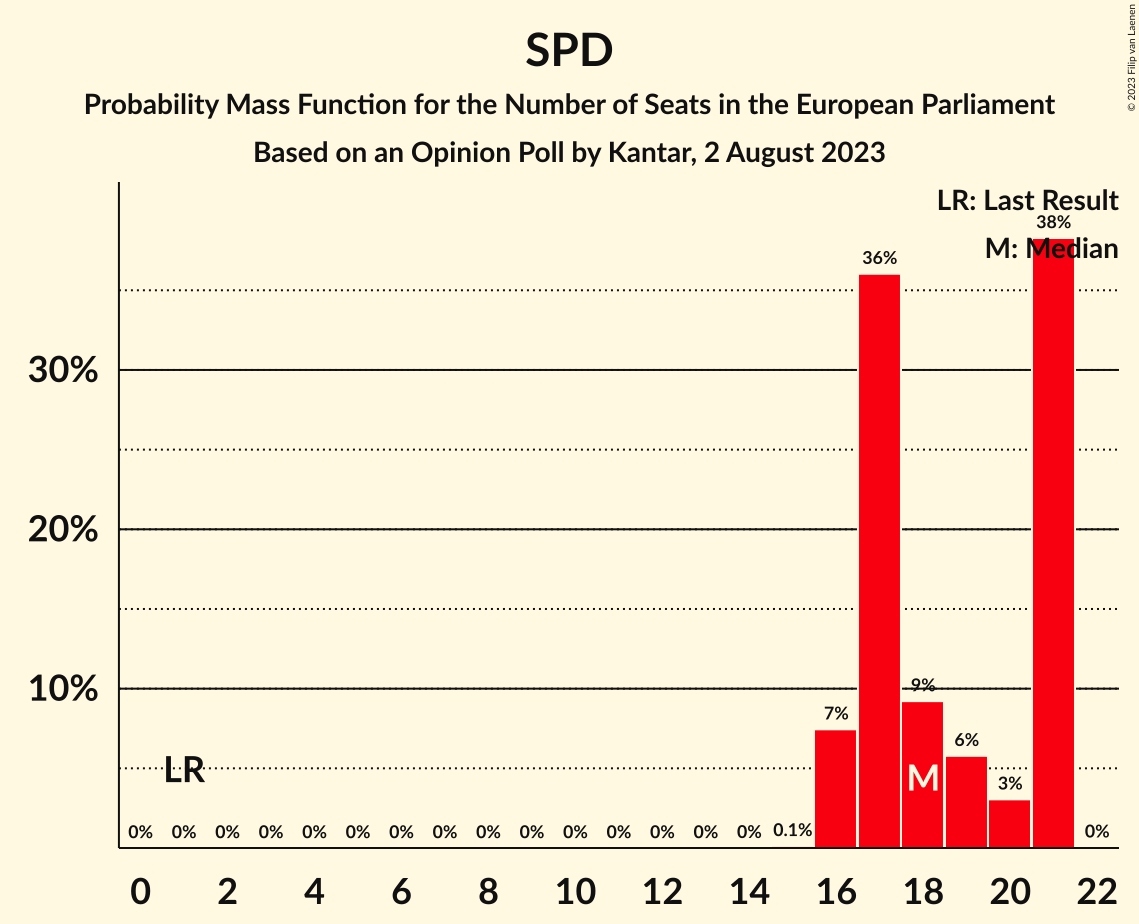 SPD
Probability Mass Function for the Number of Seats in the European Parliament
Based on an Opinion Poll by Kantar, 2 August 2023
© 2023 Filip van Laenen
LR: Last Result
M: Median
38%
36%
30%
20%
10%
9%
7%
6%
3%
LR
M
0% 0% 0% 0% 0% 0% 0% 0% 0% 0% 0% 0% 0% 0% 0% 0.1% 0%
0 2 4 6 8 10 12 14 16 18 20 22